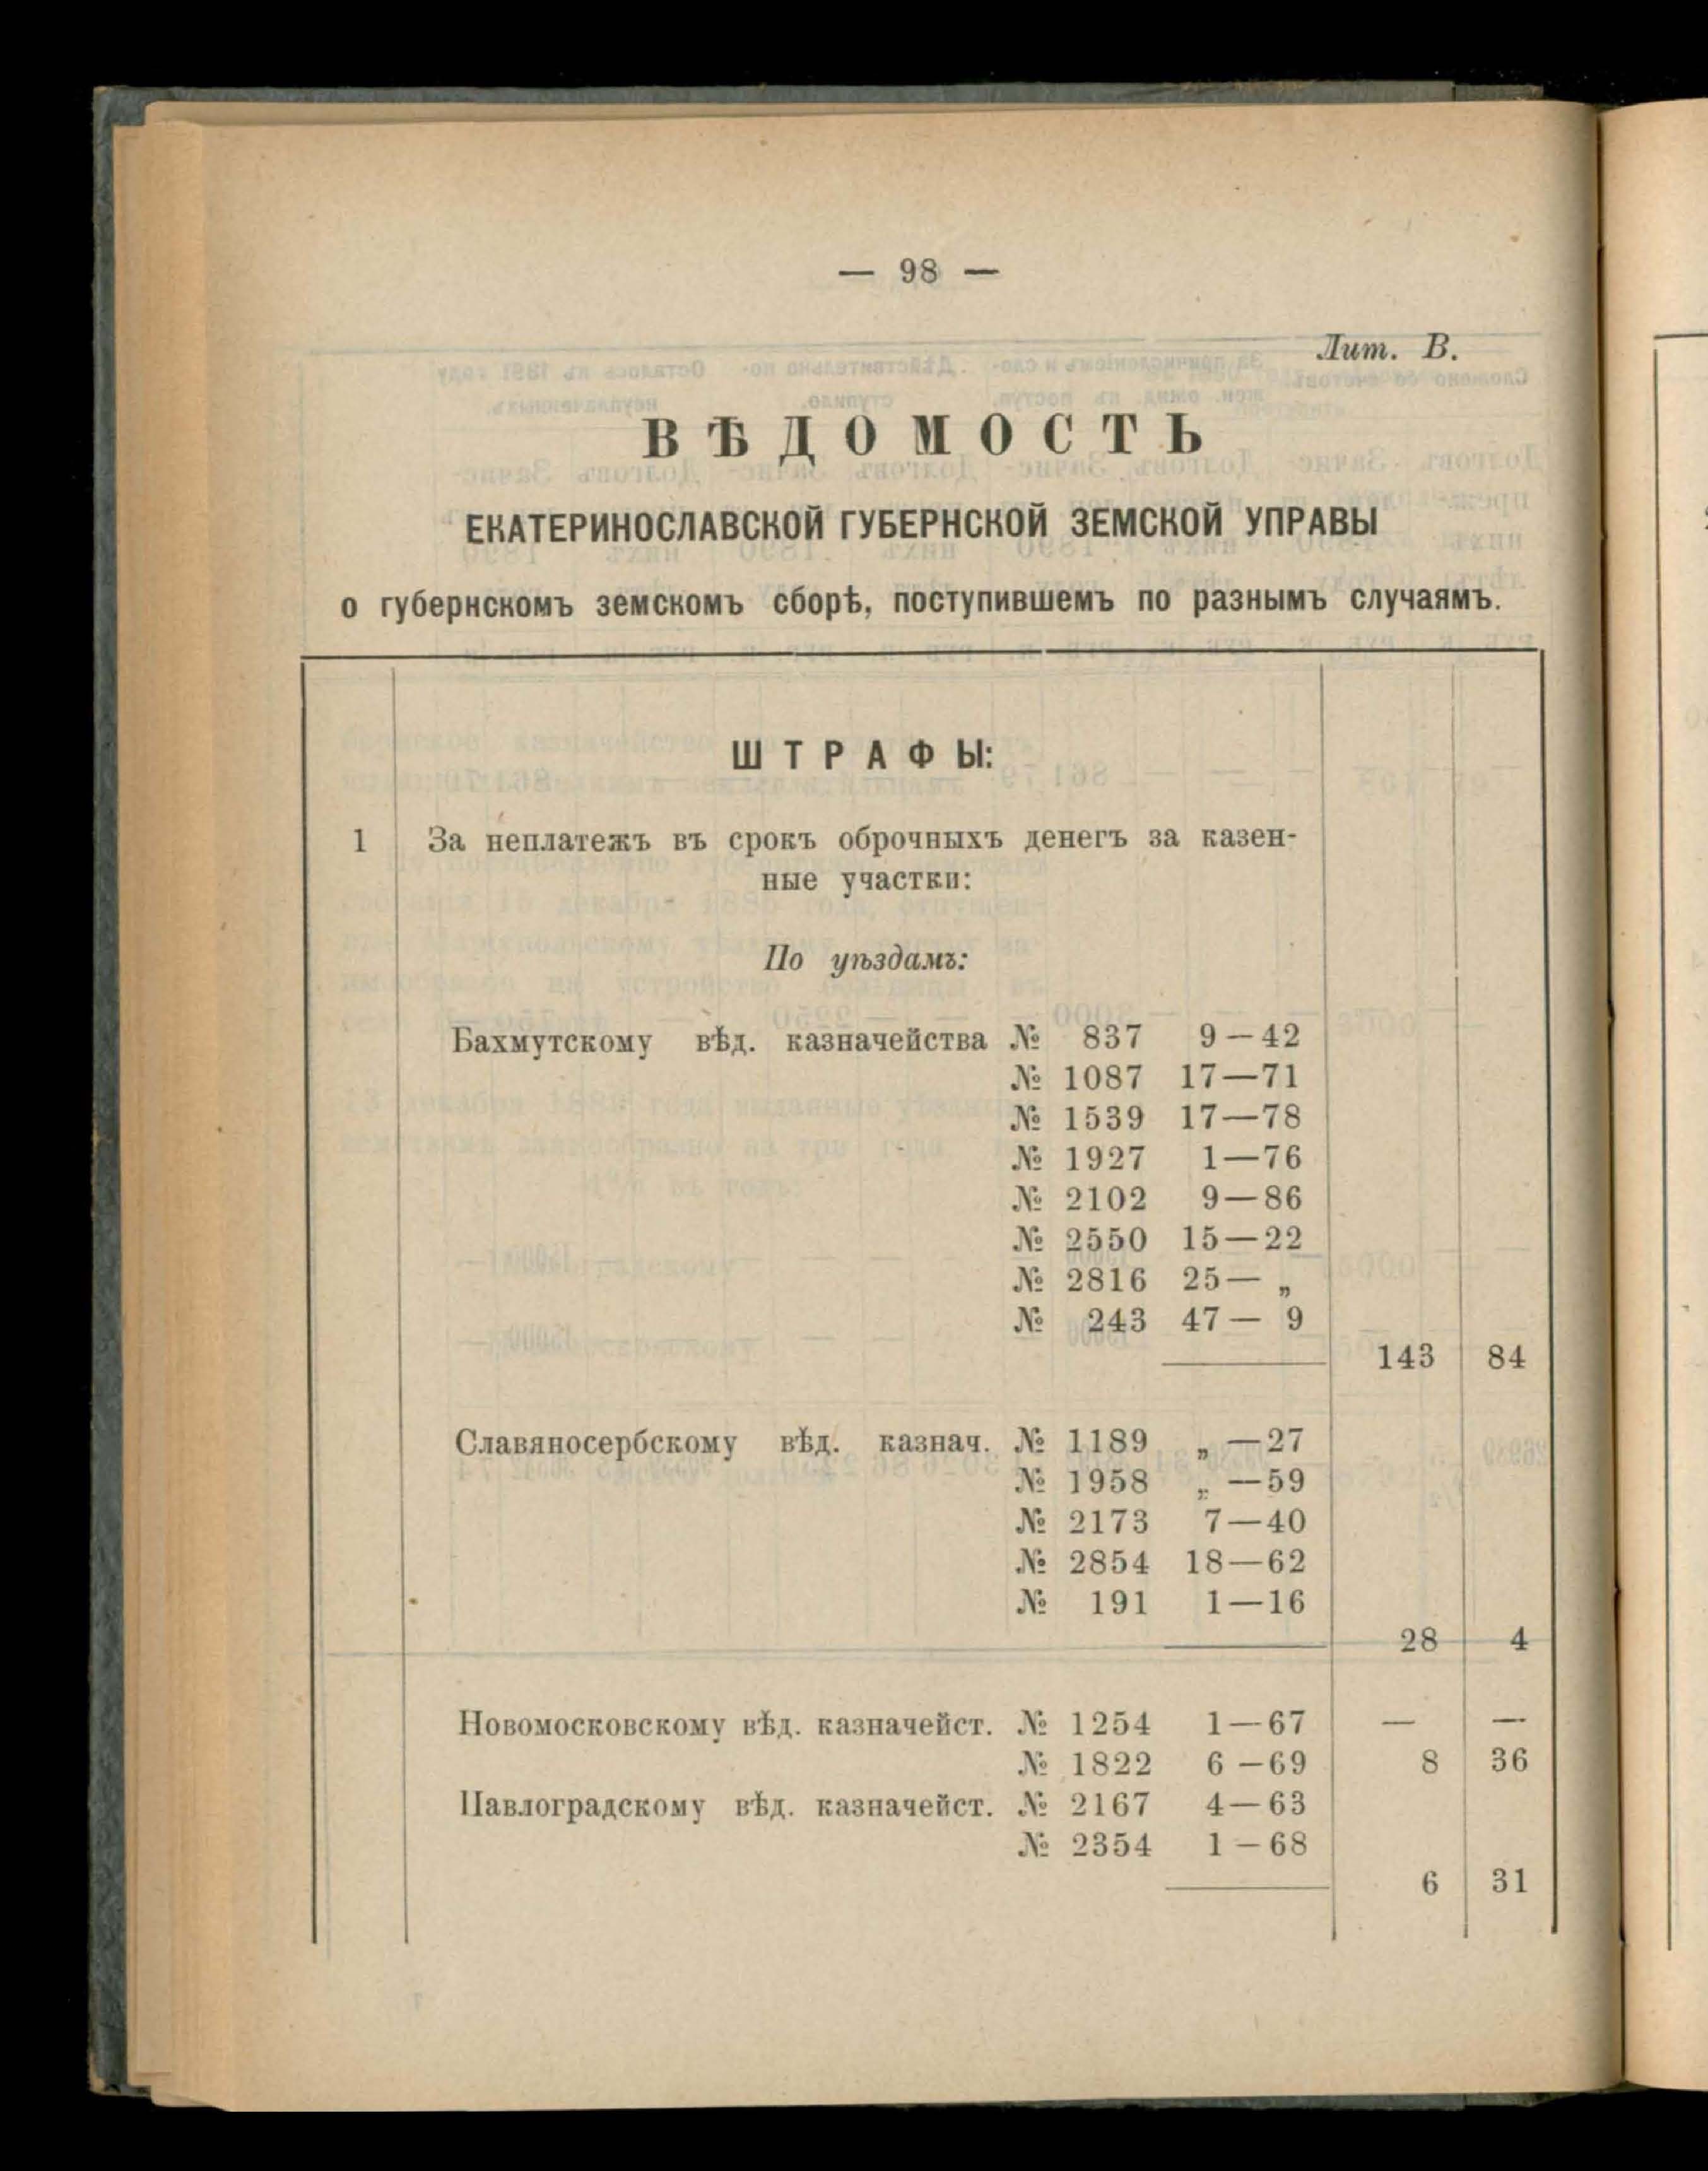 — 98 —
Лит. В.
ВѢДОМОСТЬ
ЕКАТЕРИНОСЛАВСКОЙ ГУБЕРНСКОЙ ЗЕМСКОЙ УПРАВЫ
о губернскомъ земскомъ сборѣ, поступившемъ по разнымъ случаямъ.
ШТРАФЫ:
1 За неплатежъ въ срокъ оброчныхъ денегъ за казен-
ные участки:
По уѣздамъ:
Бахмутскому вѣд. казначейства № 837 9—42
№ 1087 17—71
№ 1539 17—78
№ 1927 1—76
№ 2102 9—86
№ 2550 15—22
№ 2816 25— „
№ 243 47— 9
143 84
Славяносербскому вѣд. казнач. № 1189 „ —27
№ 1958 „ —59
№ 2173 7—40
№ 2854 18—62
№ 191 1—16
28 4
Новомосковскому вѣд. казначейст. № 1254 1—67 — —
№ 1822 6—69 8 36
Павлоградскому вѣд. казначейст. № 2167 4—63
№ 2354 1—68
6 31